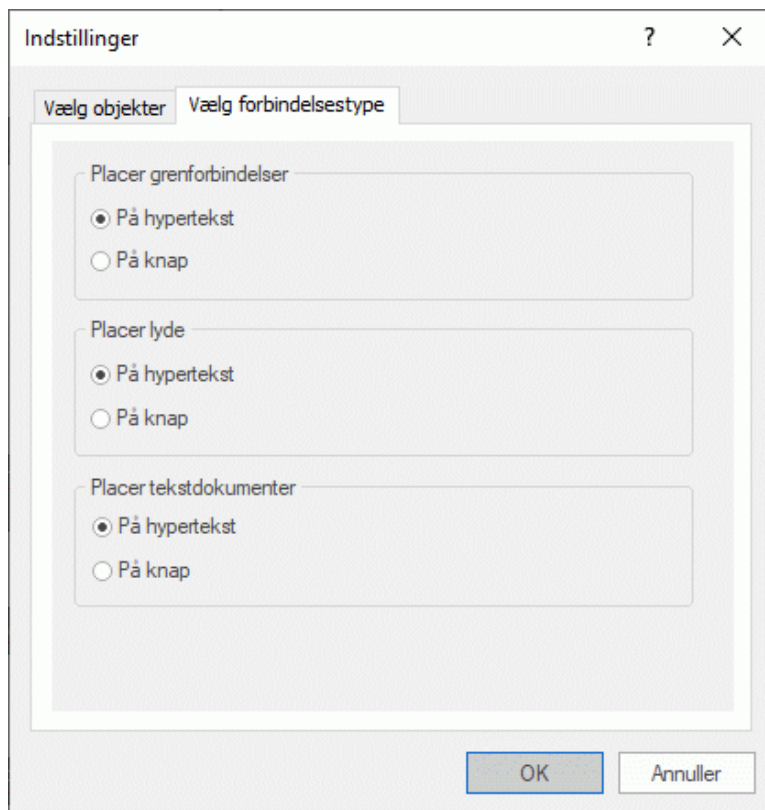 Indstillinger
?
Vælg objekter
Vælg forbindelsestype
Placer grenforbindelser
På hypertekst
På knap
Placer lyde
På hypertekst
På knap
Placer tekstdokumenter
På hypertekst
På knap
OK
Annuller